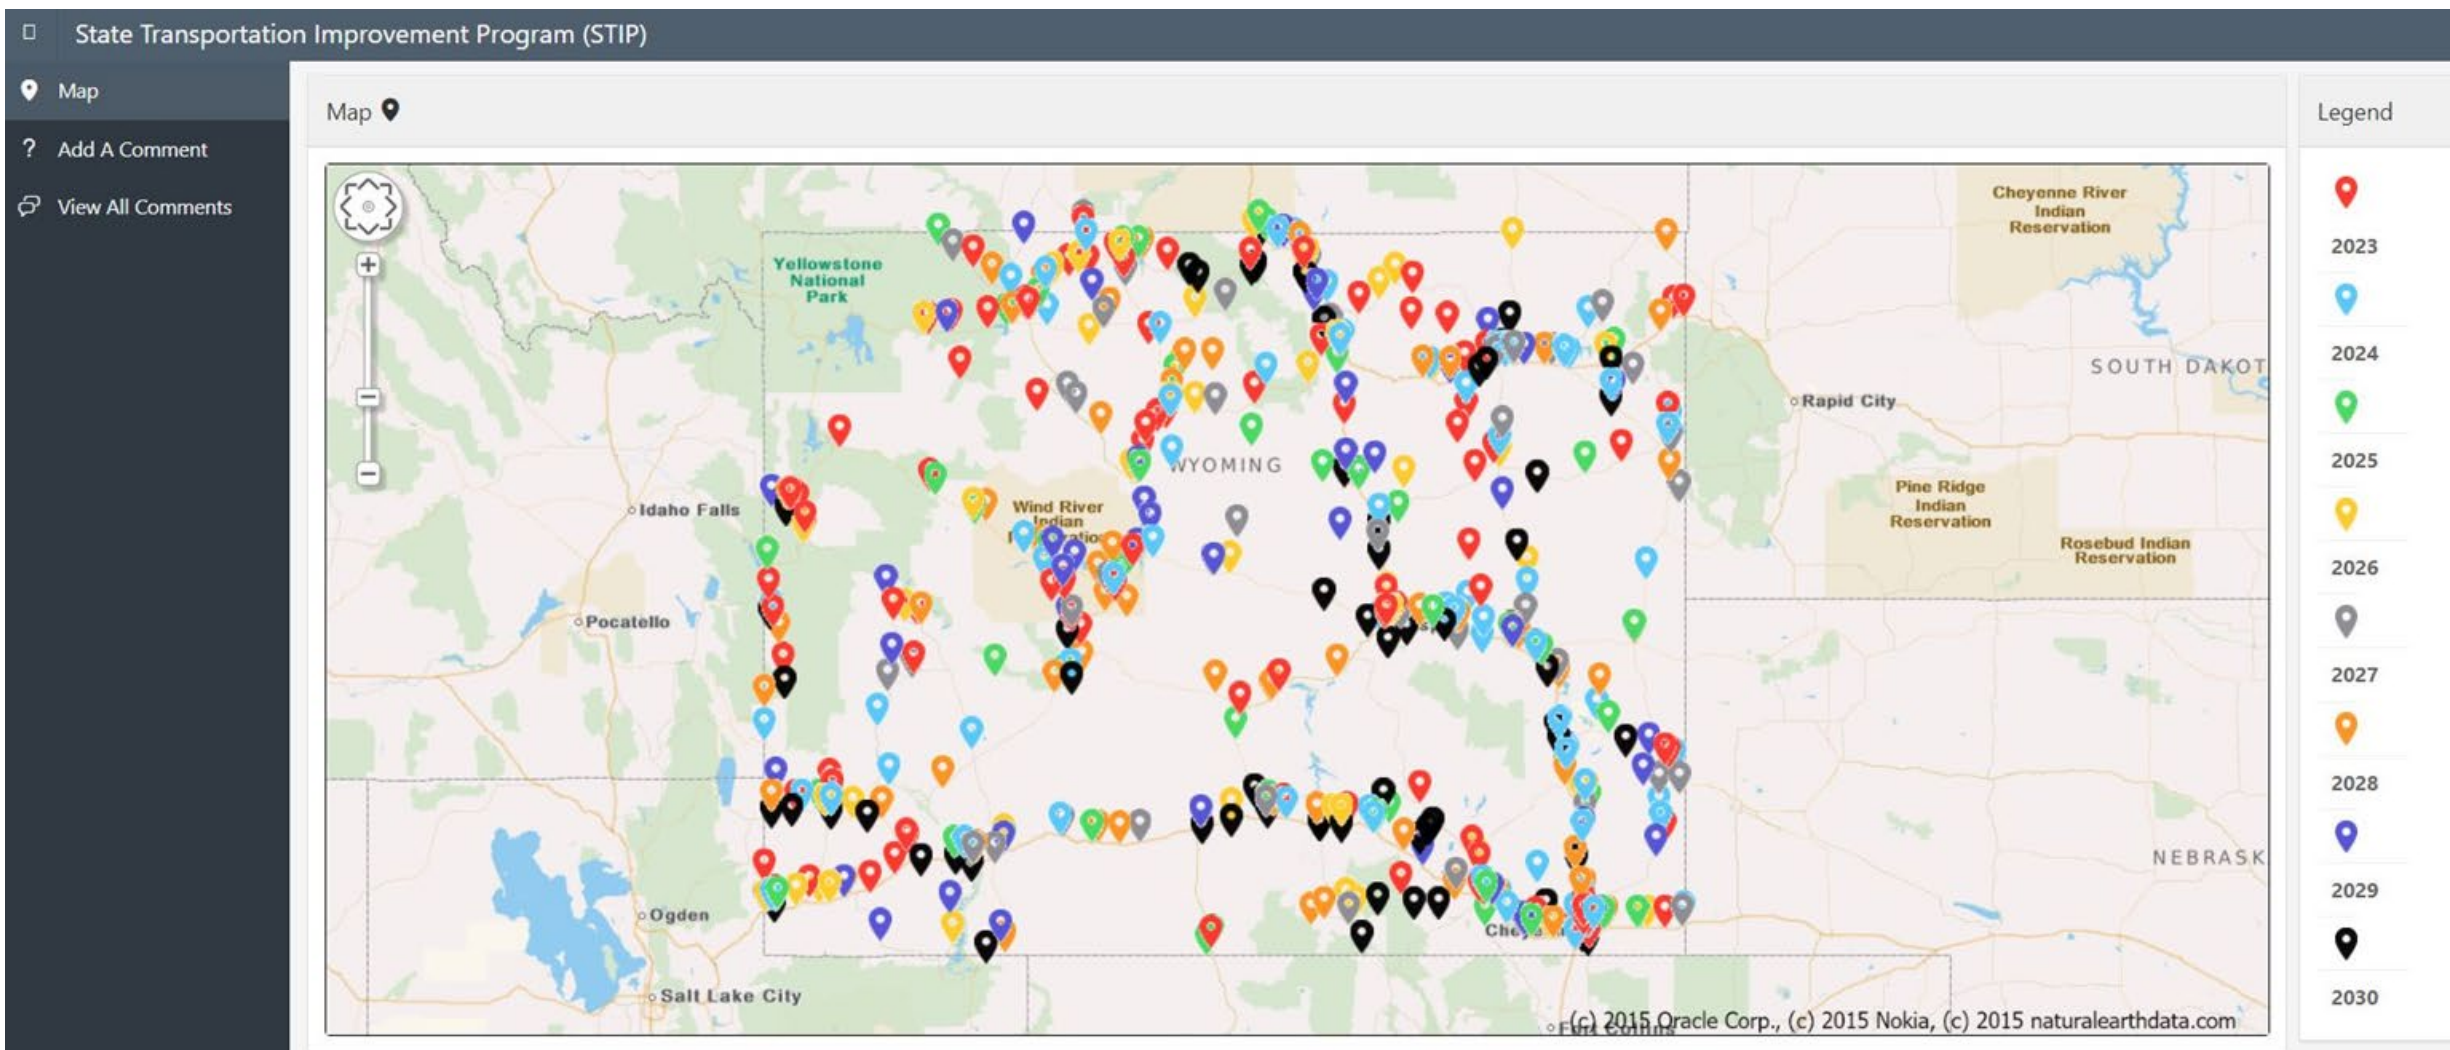 State Transportation Improvement Program (STIP)
Map
Add A Comment
View All Comments
Map
Legend
2023
2024
2025
2026
2027
2028
2029
2030
Yellowstone
National
Park
Cheyenne River
Indian
Reservation
SOUTH DAKOT
Rapid City
WYOMING
Idaho Falls
Wind River
Indian
Pine Ridge
Indian
Reservation
Rosebud Indian
Reservation
Pocatello
NEBRASK
Ogden
Salt Lake City
(c) 2015 Oracle Corp., (c) 2015 Nokia, (c) 2015 naturalearthdata.com